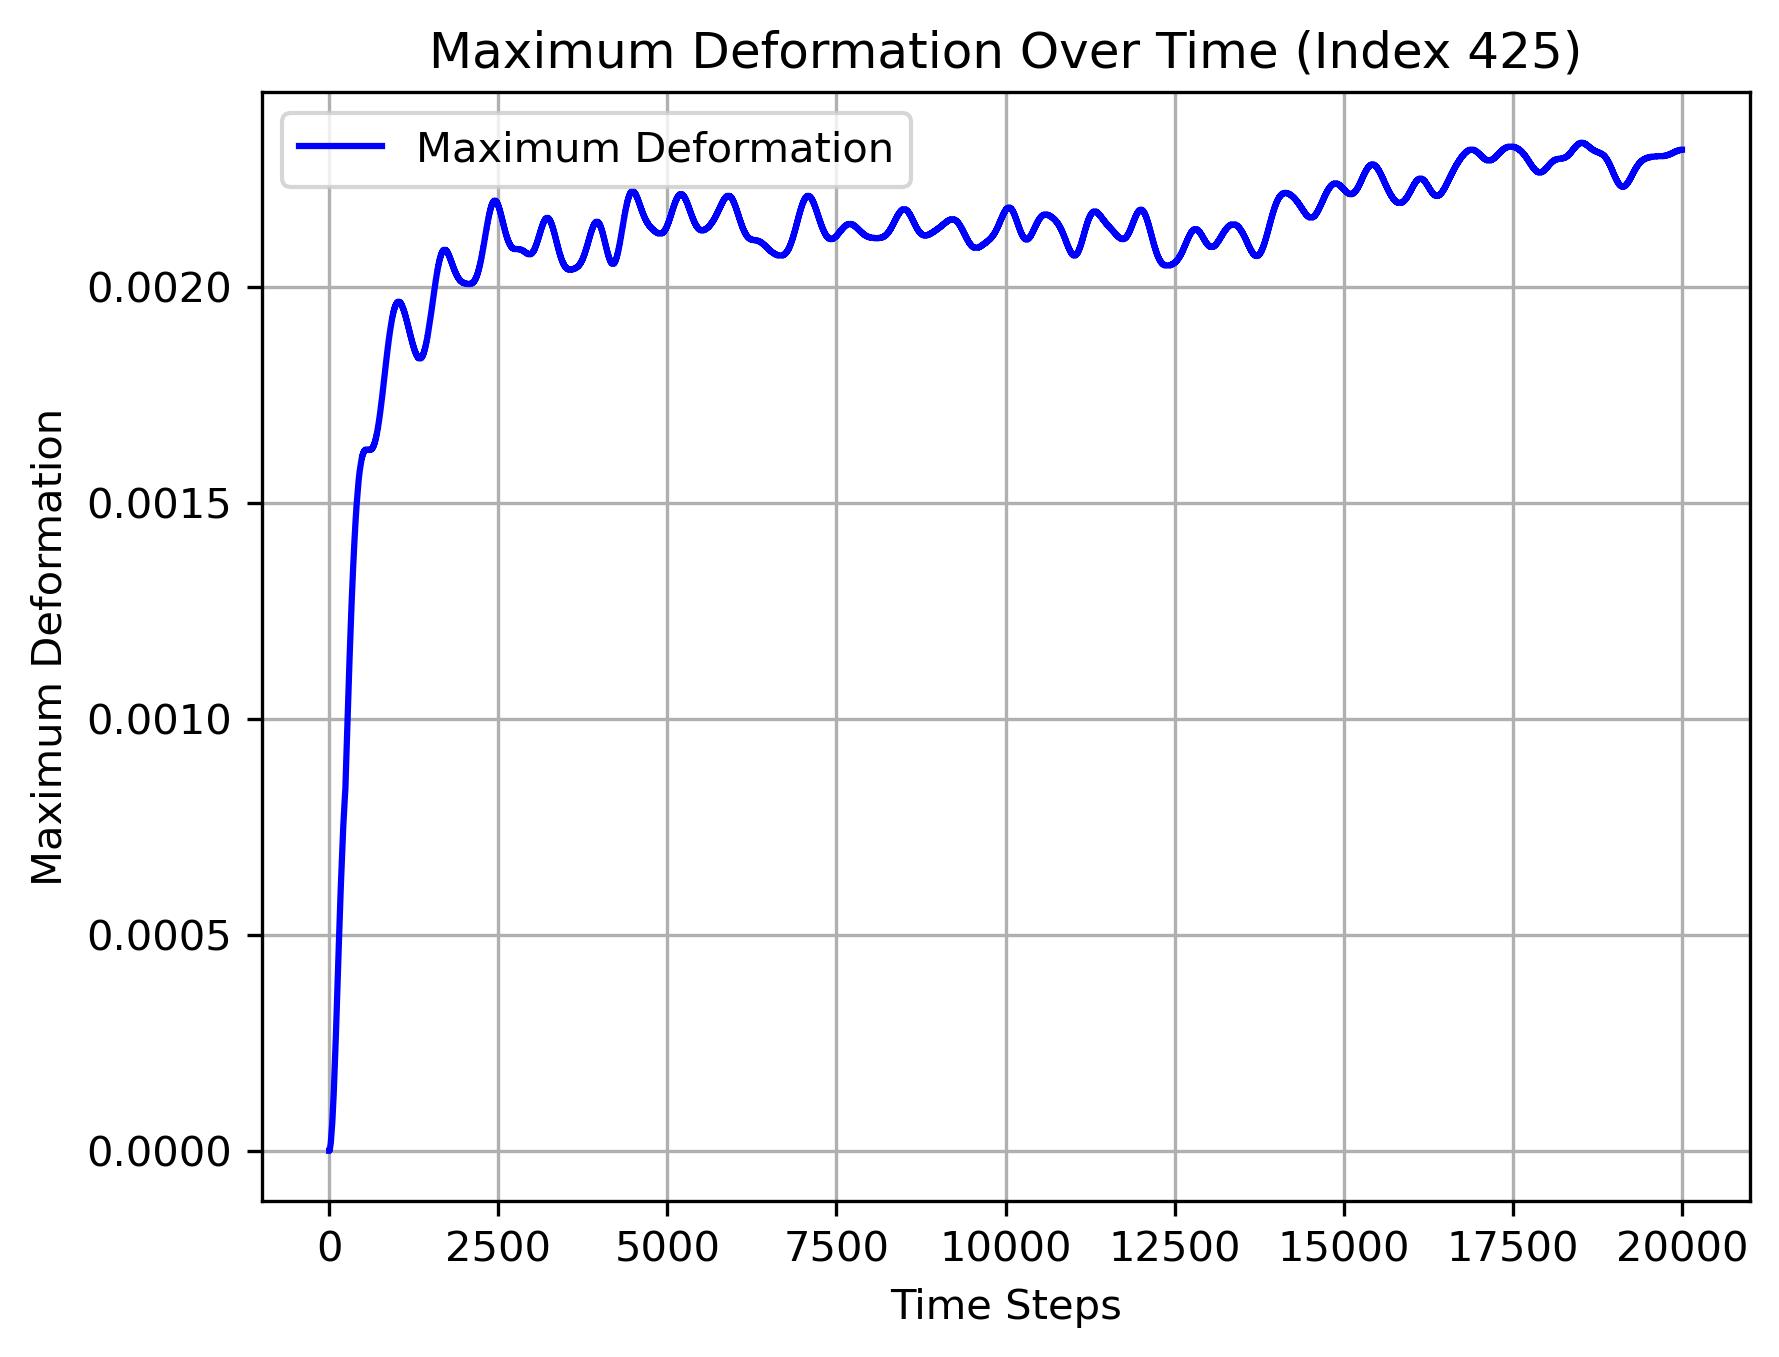 Maximum Deformation Over Time (Index 425)
Maximum Deformation
Maximum Deformation
0.0020
0.0015
0.0010
0.0005
0.0000
0 2500 5000 7500 10000 12500 15000 17500 20000
Time Steps